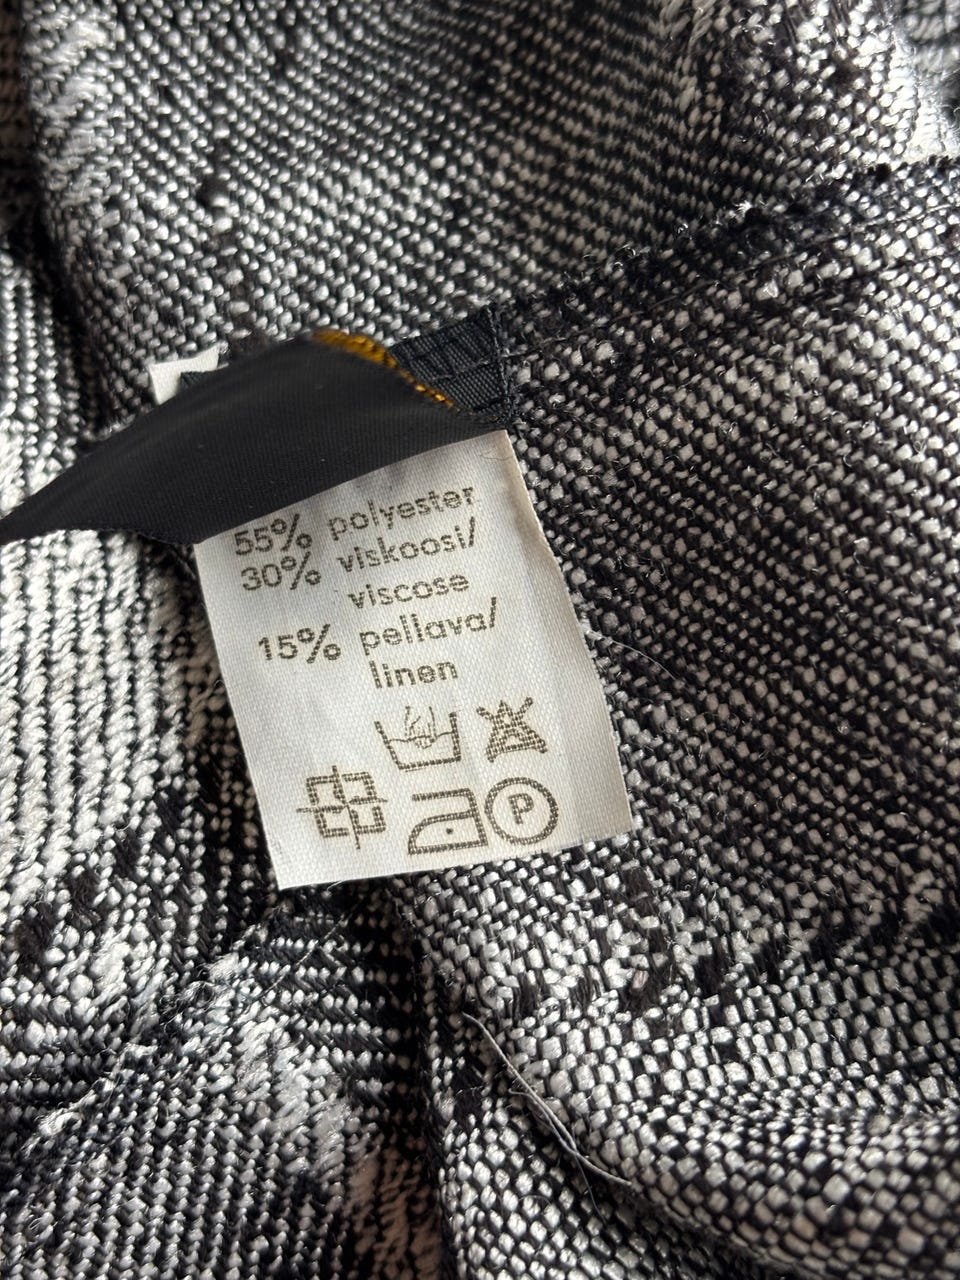 55% polyester
30% viskoosi/
viscose
15% pellava/
linen
P